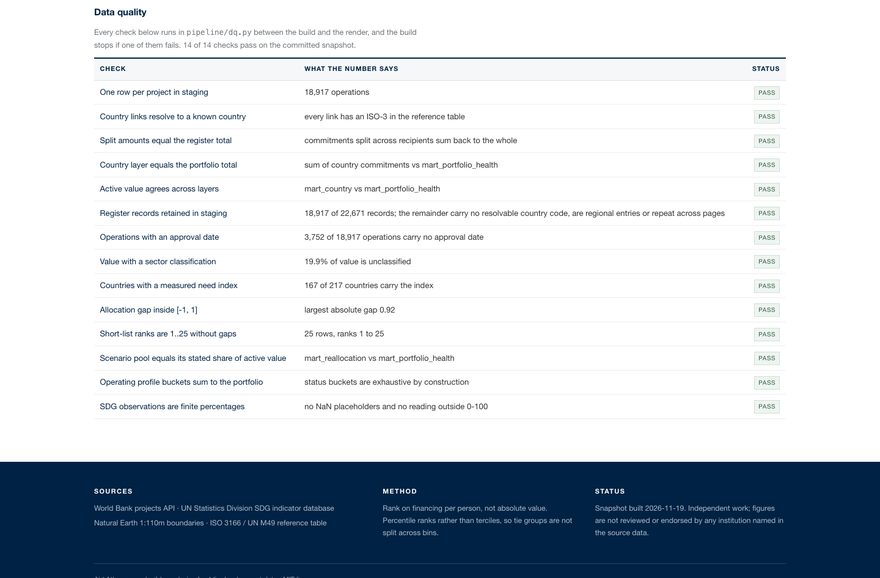 Data quality
Every check below runs in pipeline/dq.py between the build and the render, and the build
stops if one of them fails. 14 of 14 checks pass on the committed snapshot.
CHECK WHAT THE NUMBER SAYS STATUS
One row per project in staging 18,917 operations PASS
Country links resolve to a known country every link has an ISO-3 in the reference table PASS
Split amounts equal the register total commitments split across recipients sum back to the whole PASS
Country layer equals the portfolio total sum of country commitments vs mart_portfolio_health PASS
Active value agrees across layers mart_country vs mart_portfolio_health PASS
Register records retained in staging 18,917 of 22,671 records; the remainder carry no resolvable country code, are regional entries or repeat across pages PASS
Operations with an approval date 3,752 of 18,917 operations carry no approval date PASS
Value with a sector classification 19.9% of value is unclassified PASS
Countries with a measured need index 167 of 217 countries carry the index PASS
Allocation gap inside [-1, 1] largest absolute gap 0.92 PASS
Short-list ranks are 1..25 without gaps 25 rows, ranks 1 to 25 PASS
Scenario pool equals its stated share of active value mart_reallocation vs mart_portfolio_health PASS
Operating profile buckets sum to the portfolio status buckets are exhaustive by construction PASS
SDG observations are finite percentages no NaN placeholders and no reading outside 0-100 PASS
SOURCES
World Bank projects API · UN Statistics Division SDG indicator database
Natural Earth 1:110m boundaries · ISO 3166 / UN M49 reference table
METHOD
Rank on financing per person, not absolute value.
Percentile ranks rather than terciles, so tie groups are not
split across bins.
STATUS
Snapshot built 2026-11-19. Independent work; figures
are not reviewed or endorsed by any institution named in
the source data.